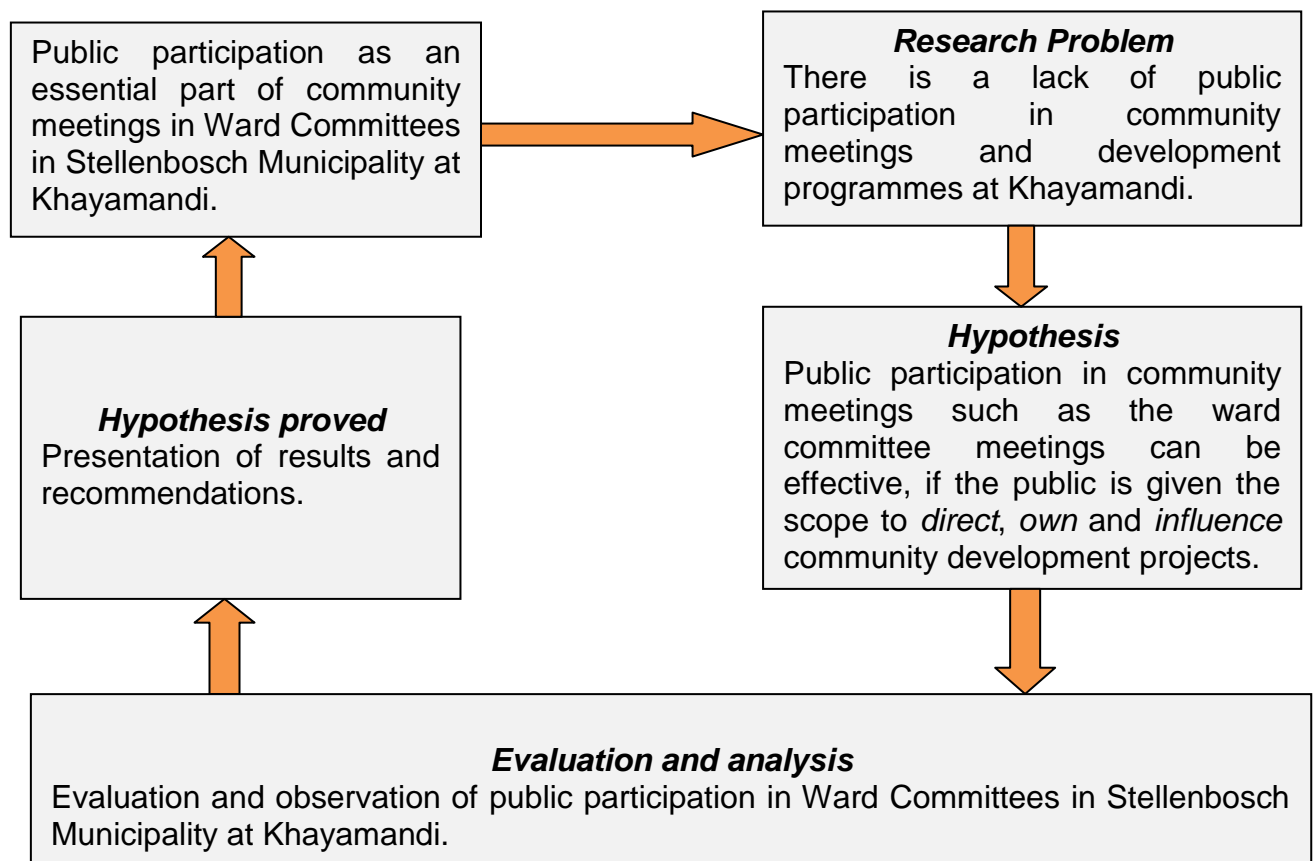 Public participation as an
essential part of community
meetings in Ward Committees
in Stellenbosch Municipality at
Khayamandi.
Research Problem
There is a lack of public
participation in community
meetings and development
programmes at Khayamandi.
Hypothesis
Public participation in community
meetings such as the ward
committee meetings can be
effective, if the public is given the
scope to direct, own and influence
community development projects.
Evaluation and analysis
Evaluation and observation of public participation in Ward Committees in Stellenbosch
Municipality at Khayamandi.
Hypothesis proved
Presentation of results and
recommendations.